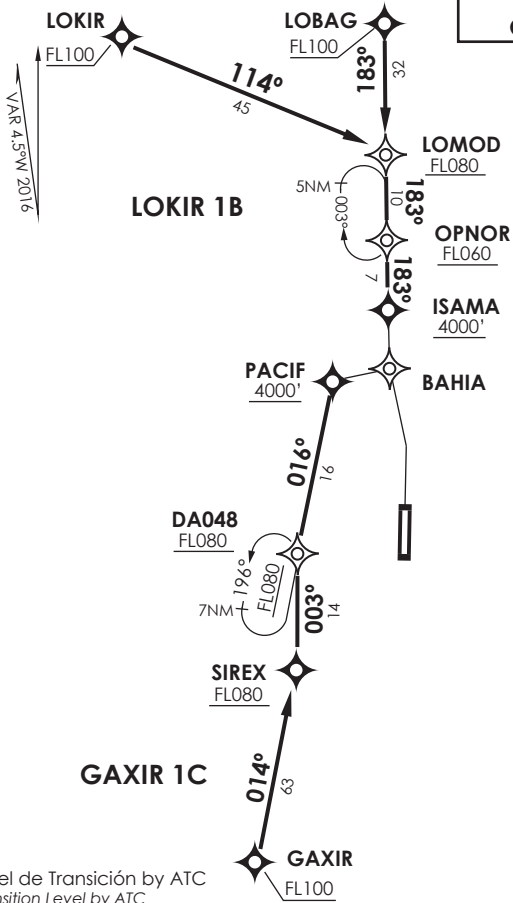 LOKIR
FL100
LOBAG
FL100
114°
45
183°
32
VAR 4.5°W 2016
LOMOD
FL080
LOKIR 1B
5NM
003°
10
183°
OPNOR
FL060
7
183°
ISAMA
4000'
PACIF
4000'
BAHIA
016°
16
DA048
FL080
196°
FL080
7NM
003°
14
SIREX
FL080
GAXIR 1C
014°
63
GAXIR
FL100
el de Transición by ATC
nsition Level by ATC